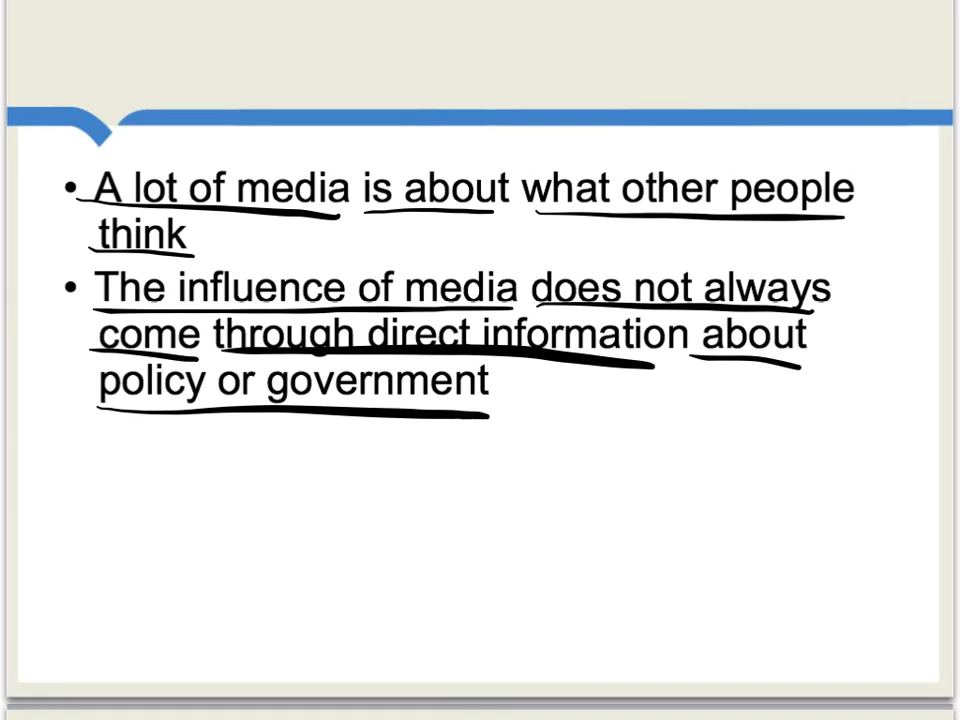 • A lot of media is about what other people
think
• The influence of media does not always
come through direct information about
policy or government